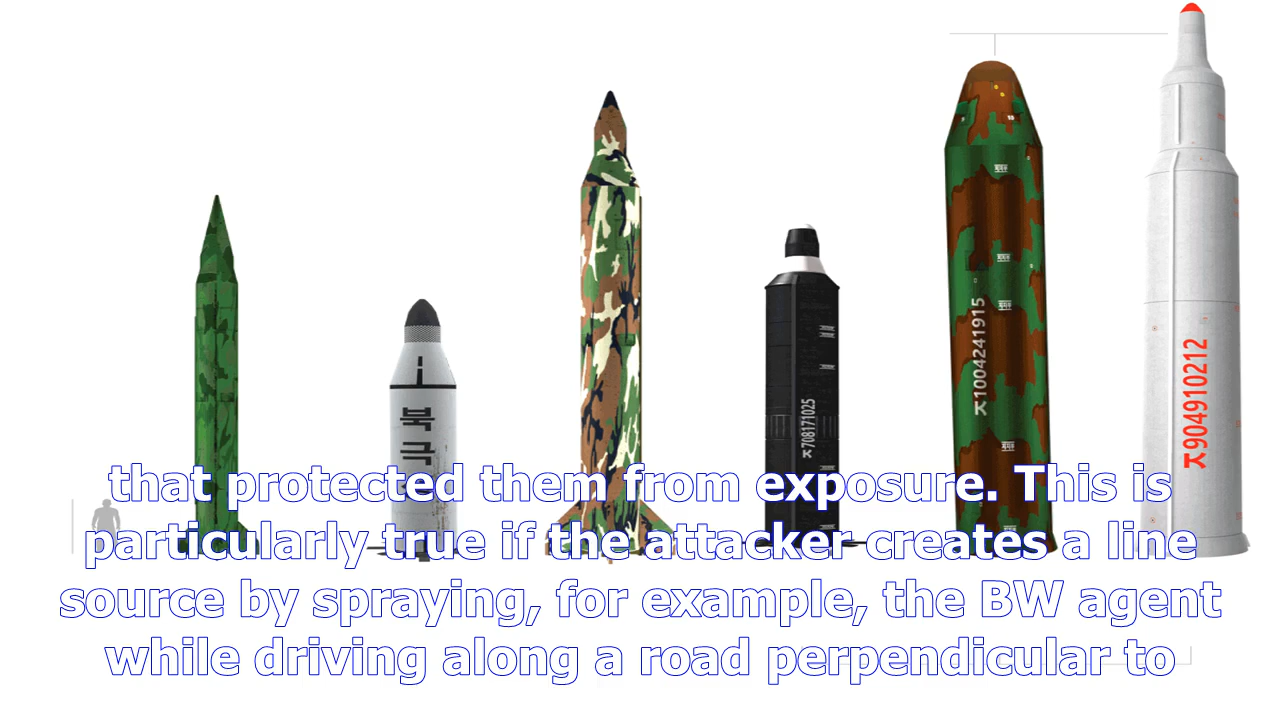 북
극
ㅈ708171025
ㅈ1004241915
ㅈ904910212
that protected them from exposure. This is
particularly true if the attacker creates a line
source by spraying, for example, the BW agent
while driving along a road perpendicular to